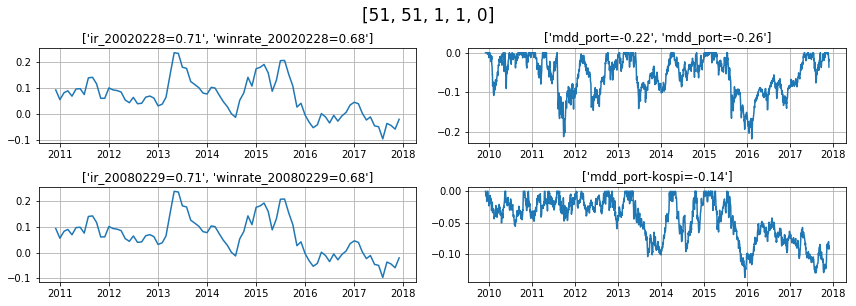 [51, 51, 1, 1, 0]
['ir_20020228=0.71', 'winrate_20020228=0.68']
0.2
0.1
0.0
−0.1
2011 2012 2013 2014 2015 2016 2017 2018
['mdd_port=-0.22', 'mdd_port=-0.26']
0.0
−0.1
−0.2
2010 2011 2012 2013 2014 2015 2016 2017 2018
['ir_20080229=0.71', 'winrate_20080229=0.68']
0.2
0.1
0.0
−0.1
2011 2012 2013 2014 2015 2016 2017 2018
['mdd_port-kospi=-0.14']
0.00
−0.05
−0.10
2010 2011 2012 2013 2014 2015 2016 2017 2018